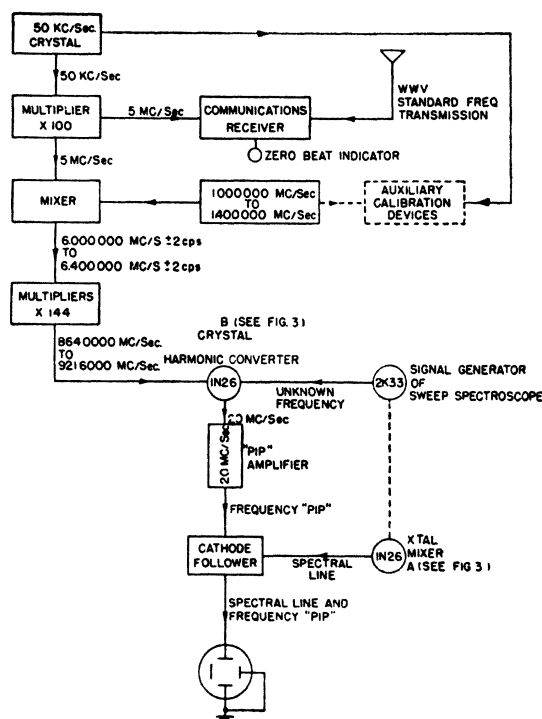 50 KC/Sec.
CRYSTAL
50 KC/Sec
MULTIPLIER
X 100
5 MC/Sec
COMMUNICATIONS
RECEIVER
WWV
STANDARD FREQ
TRANSMISSION
ZERO BEAT INDICATOR
5 MC/Sec
MIXER
1000000 MC/Sec
TO
1400000 MC/Sec
AUXILIARY
CALIBRATION
DEVICES
6.000000 MC/S ±2cps
TO
6.400000 MC/S ±2cps
MULTIPLIERS
X 144
8640000 MC/Sec.
TO
9216000 MC/Sec.
B (SEE FIG. 3)
CRYSTAL
HARMONIC CONVERTER
1N26
UNKNOWN
FREQUENCY
2K33
SIGNAL GENERATOR
OF
SWEEP SPECTROSCOPE
20 MC/Sec
20 MC/Sec
"PIP"
AMPLIFIER
FREQUENCY "PIP"
CATHODE
FOLLOWER
SPECTRAL
LINE
1N26
XTAL
MIXER
A (SEE FIG 3)
SPECTRAL LINE AND
FREQUENCY "PIP"